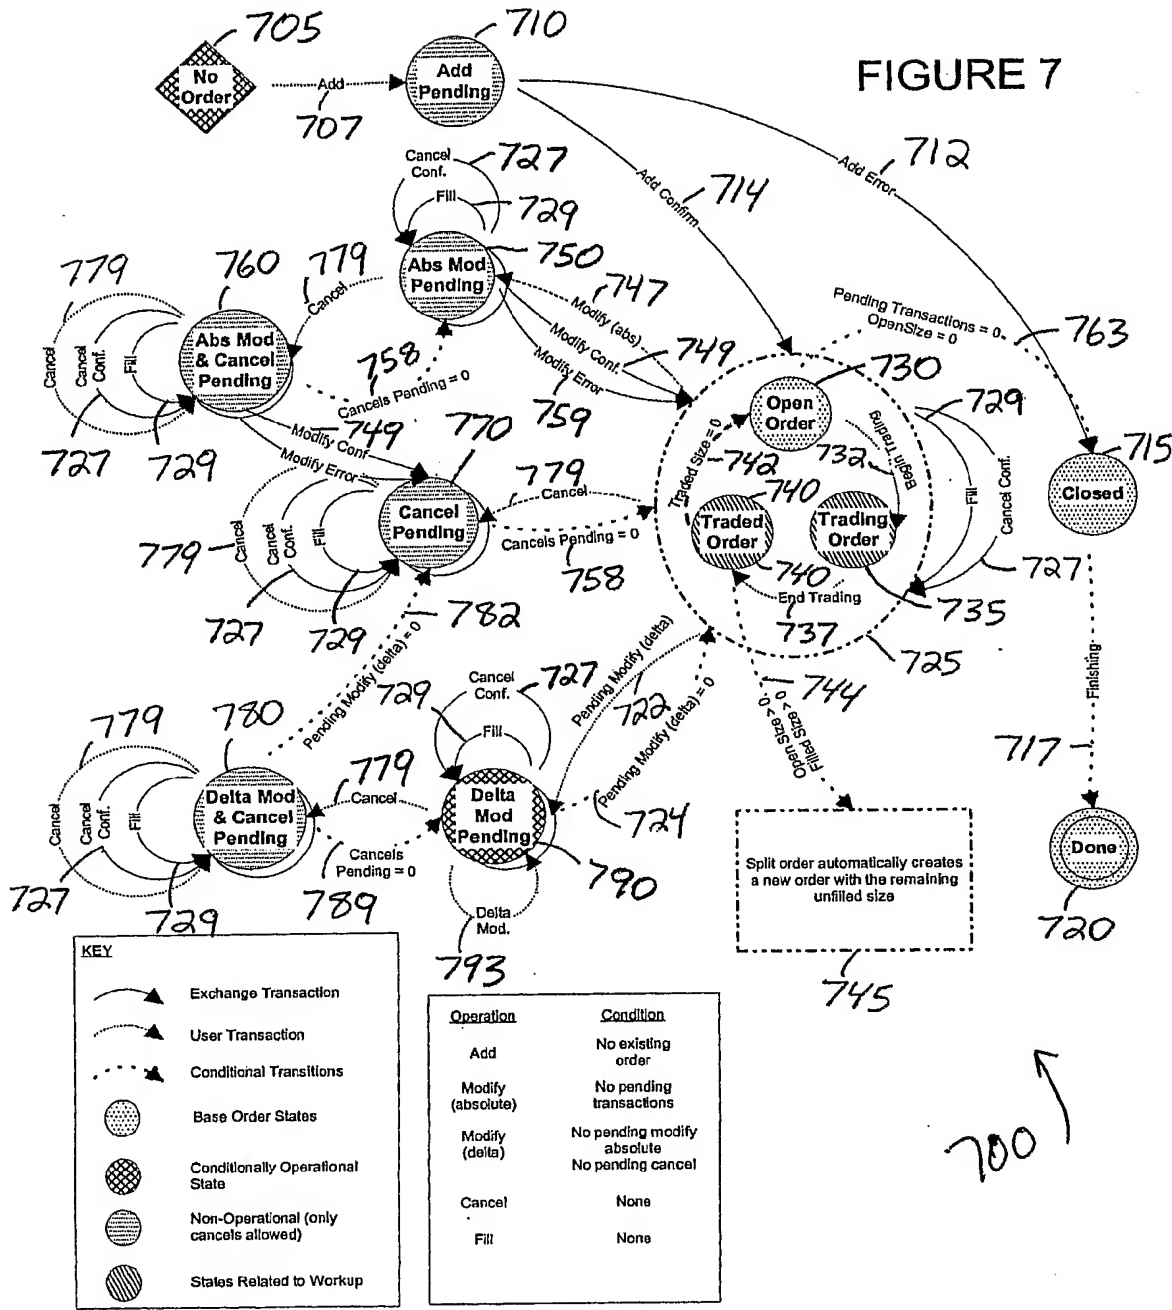 705
710
No
Order
Add
707
Add
Pending
FIGURE 7
712
Add Error
714
Add Confirm
Cancel
Conf.
727
Fill
729
750
Abs Mod
Pending
779
760
779
Cancel
Modify (abs)
747
Modify Conf.
749
Modify Error
759
Pending Transactions = 0
OpenSize = 0
763
Abs Mod
& Cancel
Pending
Cancel
Cancel
Conf.
Fill
727
729
758
Cancels Pending = 0
749
Modify Conf
Modify Error
770
730
Open
Order
Traded Size = 0
742
732
Begin Trading
729
Fill
Cancel Conf.
727
715
Closed
Cancel
Pending
779
Cancel
Cancels Pending = 0
758
779
Cancel
Cancel
Conf.
Fill
727
729
782
Pending Modify (delta) = 0
740
Traded
Order
740
Trading
Order
End Trading
737
735
725
Pending Modify (delta)
722
Pending Modify (delta) = 0
724
744
Open Size > 0
Filled Size > 0
Finishing
717
779
780
Delta Mod
& Cancel
Pending
Cancel
Cancel
Conf.
Fill
727
729
779
Cancel
Cancels
Pending = 0
789
729
Cancel
Conf.
727
Fill
Delta
Mod
Pending
790
Delta
Mod.
793
Split order automatically creates
a new order with the remaining
unfilled size
745
Done
720
KEY
Exchange Transaction
User Transaction
Conditional Transitions
Base Order States
Conditionally Operational
State
Non-Operational (only
cancels allowed)
States Related to Workup
Operation
Condition
Add
No existing
order
Modify
(absolute)
No pending
transactions
Modify
(delta)
No pending modify
absolute
No pending cancel
Cancel
None
Fill
None
700